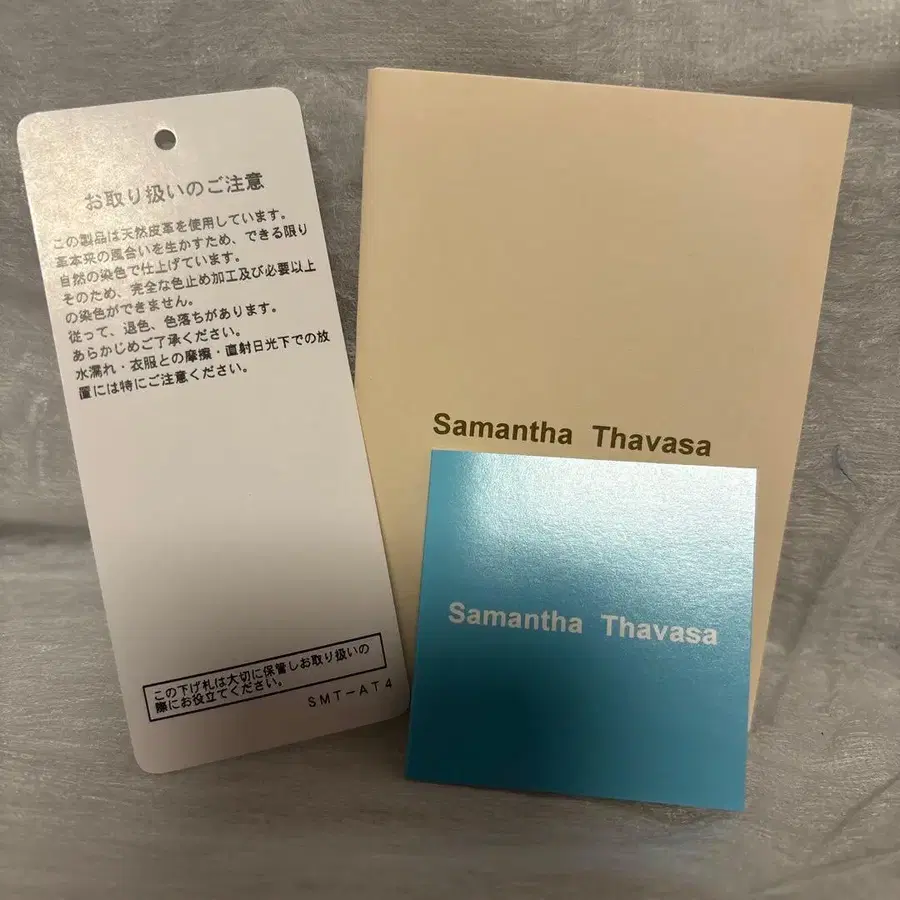 お取り扱いのご注意
この製品は天然皮革を使用しています。
革本来の風合いを生かすため、できる限り
自然の染色で仕上げています。
そのため、完全な色止め加工及び必要以上
の染色ができません。
従って、退色、色落ちがあります。
あらかじめご了承ください。
水濡れ・衣服との摩擦・直射日光下での放
置には特にご注意ください。
この下げ札は大切に保管しお取り扱いの
際にお役立てください。
SMT-AT4
Samantha Thavasa
Samantha Thavasa